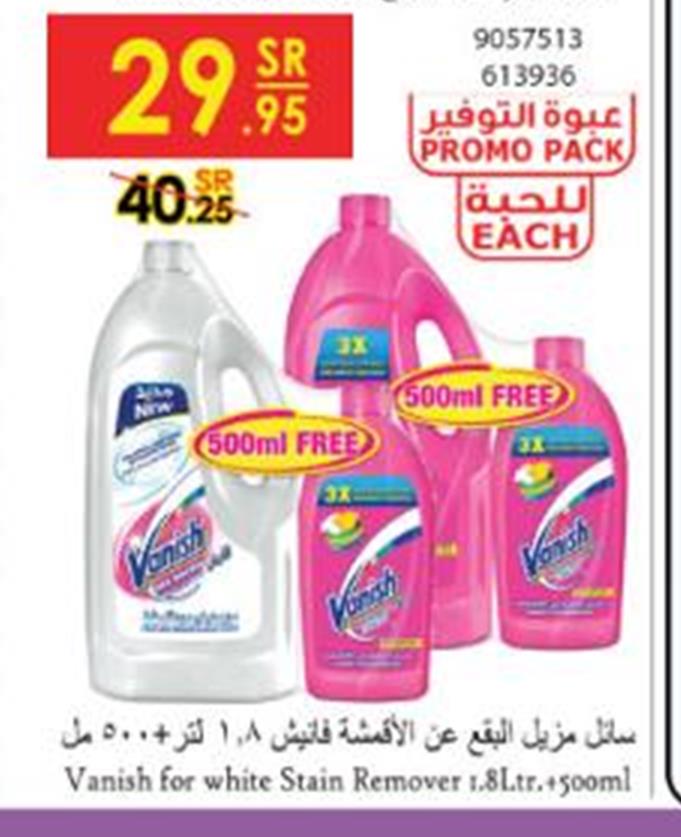 29.95 SR
9057513
613936
عبوة التوفير
PROMO PACK
للحبة
EACH
40.25 SR
3X
500ml FREE
3X
جديد
NEW
500ml FREE
3X
Vanish
Vanish
فانيش
Vanish
سائل مزيل البقع عن الأقمشة فانيش ١,٨ لتر+٥٠٠ مل
Vanish for white Stain Remover 1.8Ltr.+500ml